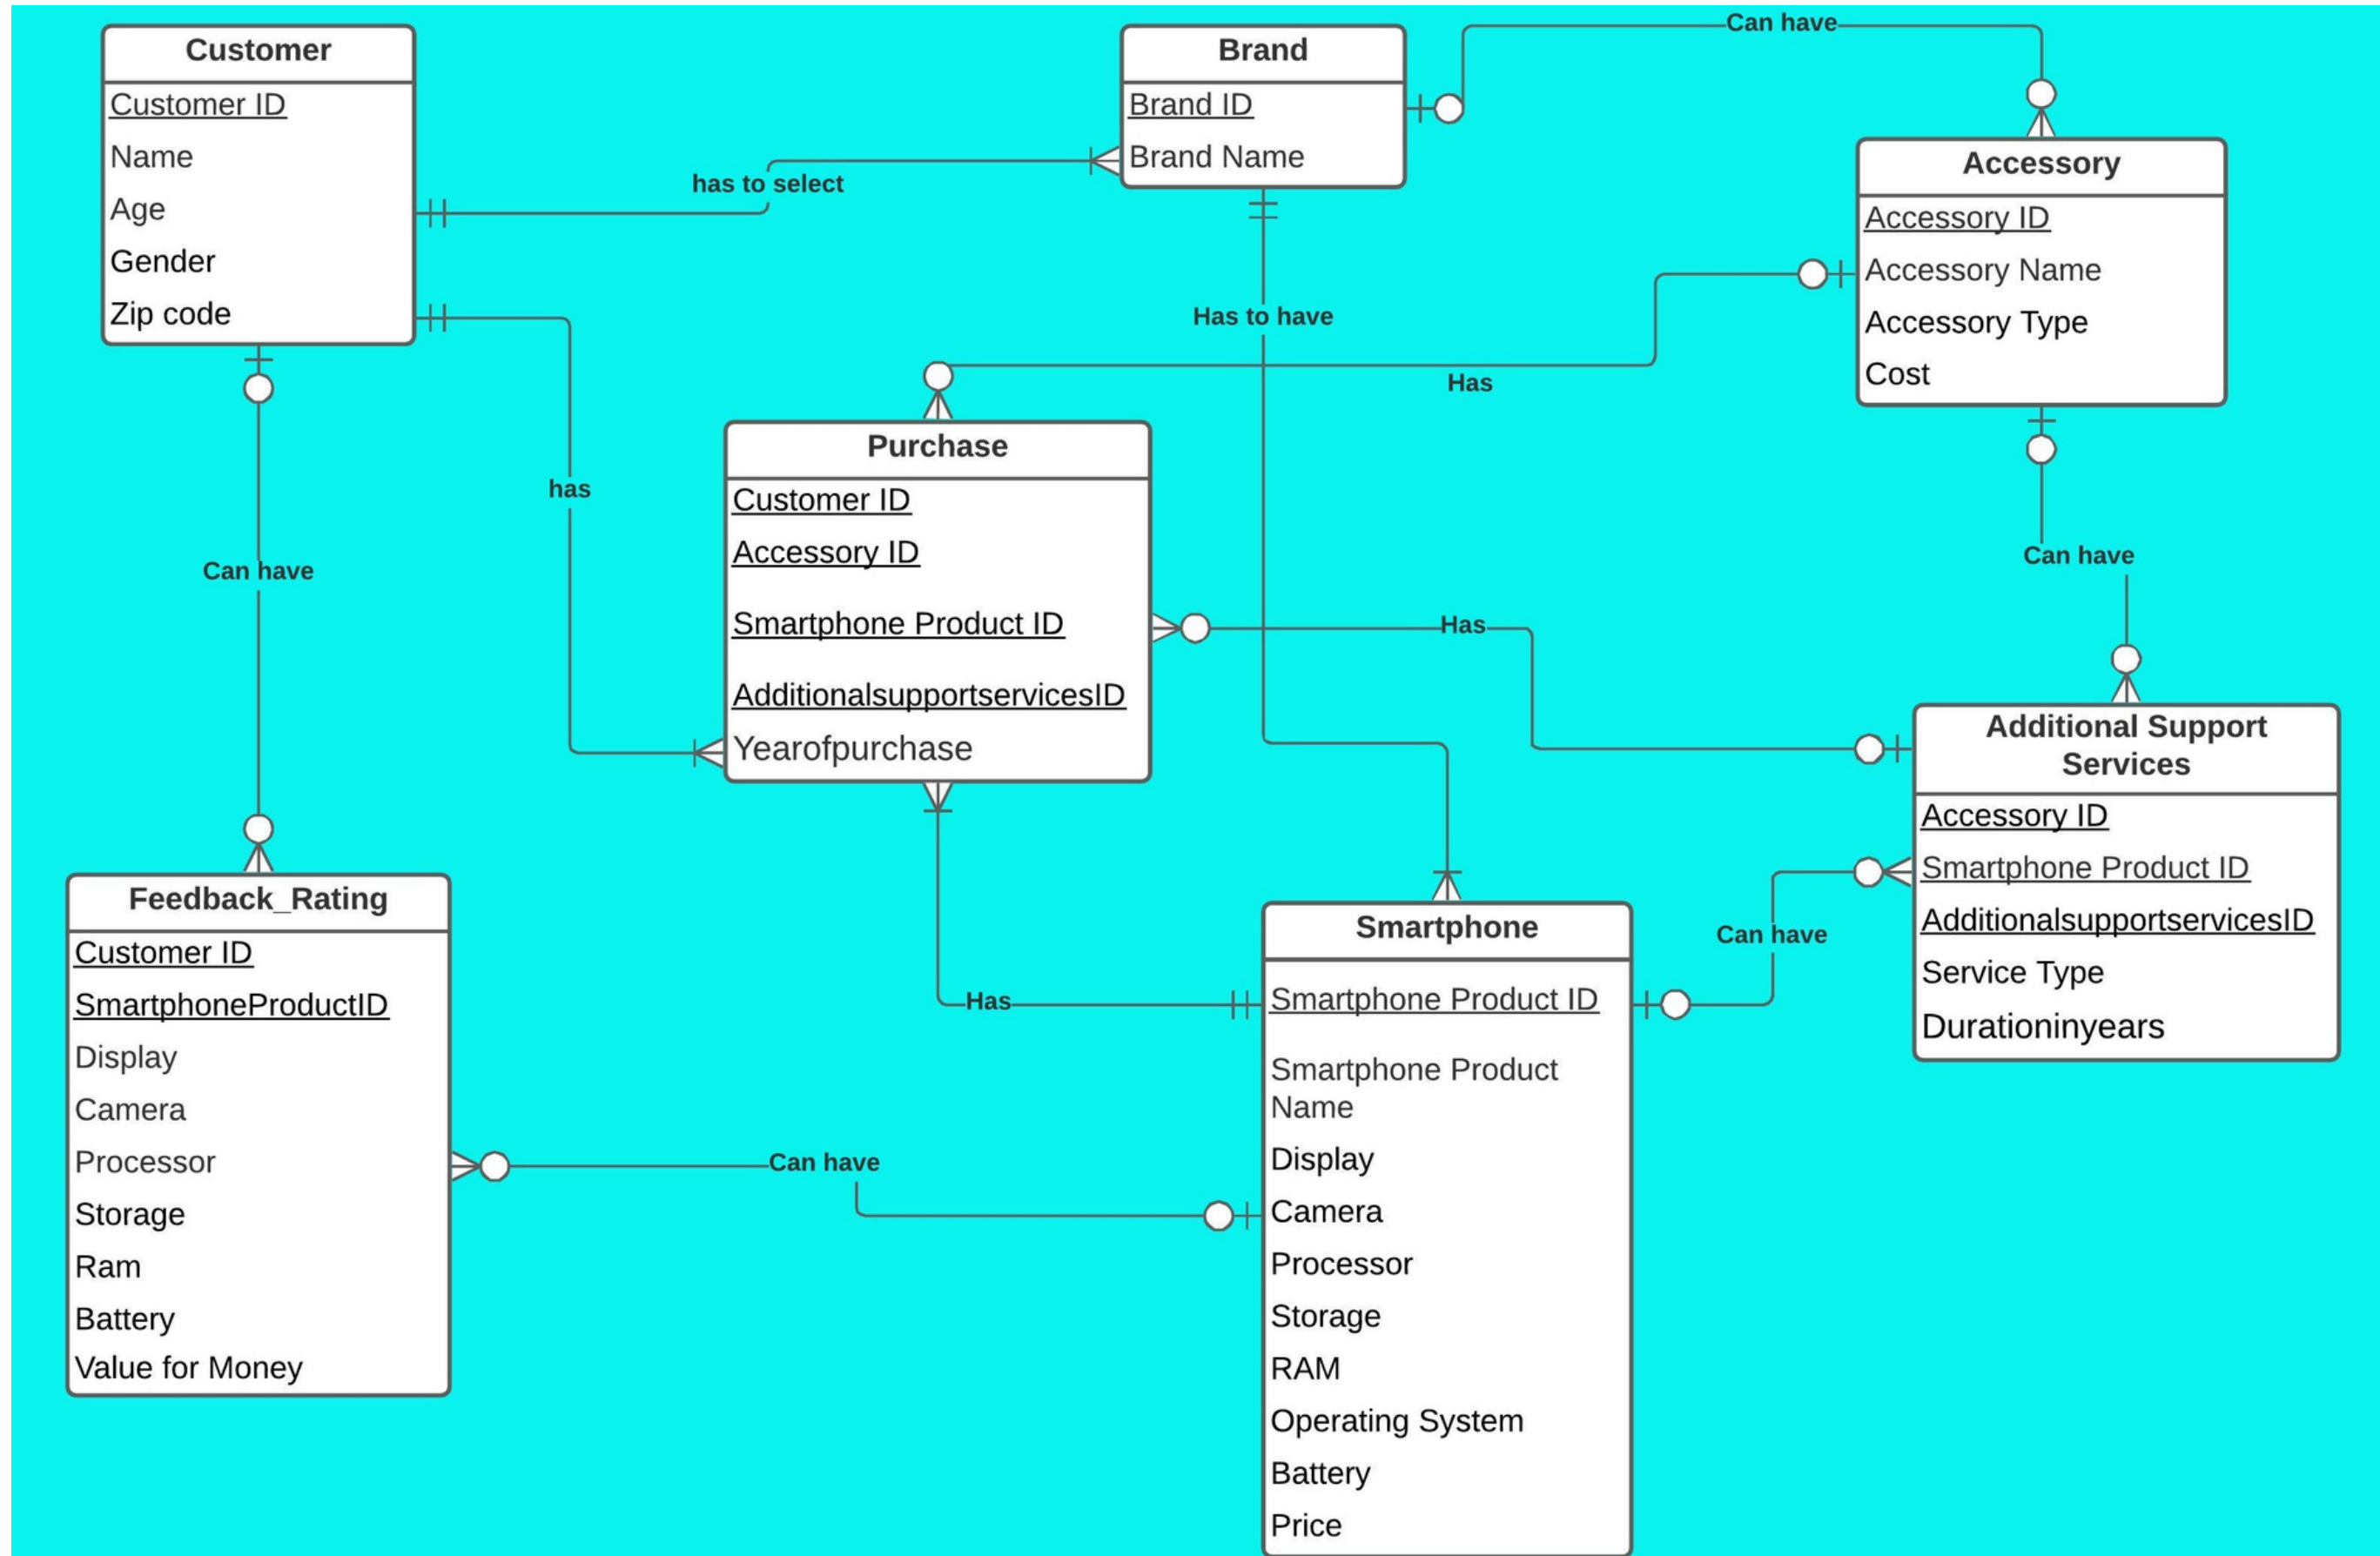 Customer
Customer ID
Name
Age
Gender
Zip code
Brand
Brand ID
Brand Name
Can have
has to select
Accessory
Accessory ID
Accessory Name
Accessory Type
Cost
Has to have
Has
Purchase
Customer ID
Accessory ID
Smartphone Product ID
AdditionalsupportservicesID
Yearofpurchase
has
Can have
Has
Can have
Additional Support
Services
Accessory ID
Smartphone Product ID
AdditionalsupportservicesID
Service Type
Durationinyears
Feedback_Rating
Customer ID
SmartphoneProductID
Display
Camera
Processor
Storage
Ram
Battery
Value for Money
Has
Can have
Can have
Smartphone
Smartphone Product ID
Smartphone Product
Name
Display
Camera
Processor
Storage
RAM
Operating System
Battery
Price